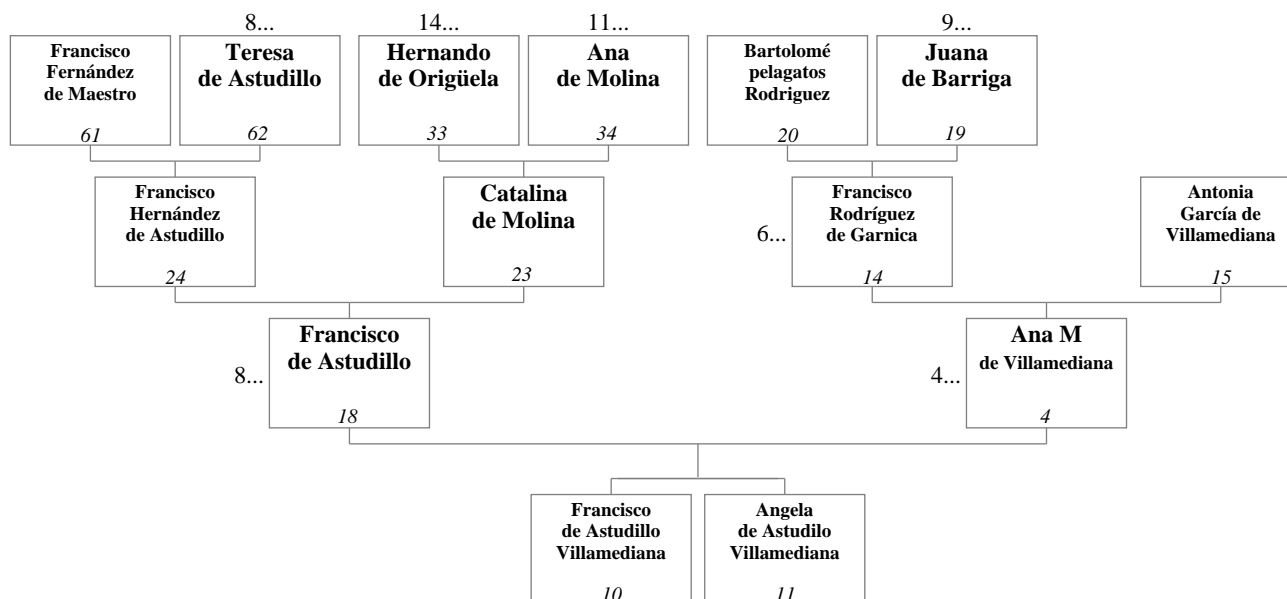 8...
14...
11...
9...
Francisco
Fernández
de Maestro
61
Teresa
de Astudillo
62
Hernando
de Origüela
33
Ana
de Molina
34
Bartolomé
pelagatos
Rodriguez
20
Juana
de Barriga
19
Francisco
Hernández
de Astudillo
24
Catalina
de Molina
23
6...
Francisco
Rodríguez
de Garnica
14
Antonia
García de
Villamediana
15
8...
Francisco
de Astudillo
18
4...
Ana M
de Villamediana
4
Francisco
de Astudillo
Villamediana
10
Angela
de Astudilo
Villamediana
11